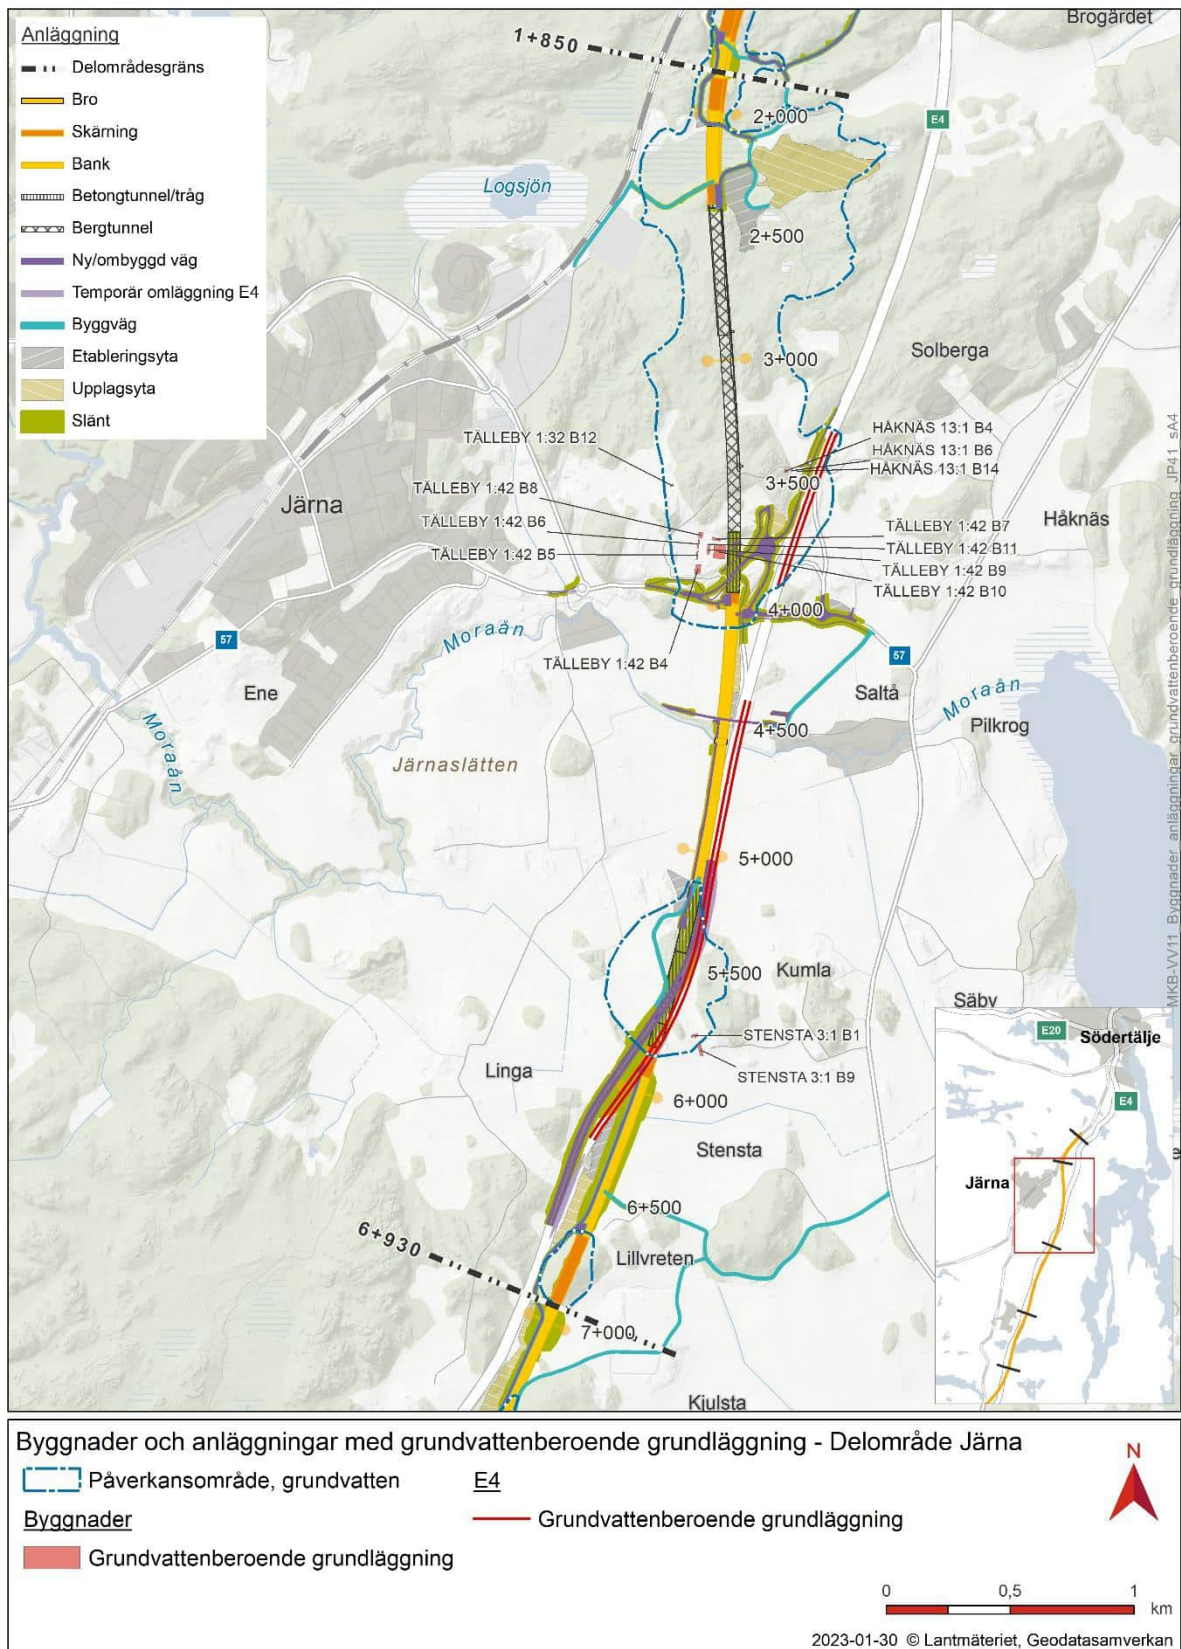 Anläggning
Delområdesgräns
Bro
Skärning
Bank
Betongtunnel/tråg
Bergtunnel
Ny/ombyggd väg
Temporär omläggning E4
Byggväg
Etableringsyta
Upplagsyta
Slänt
Brogärdet
1+850
2+000
E4
Logsjön
2+500
3+000
Solberga
HÅKNÄS 13:1 B4
HÅKNÄS 13:1 B6
HÅKNÄS 13:1 B14
TÄLLEBY 1:32 B12
3+500
TÄLLEBY 1:42 B8
Järna
Håknäs
TÄLLEBY 1:42 B6
TÄLLEBY 1:42 B7
TÄLLEBY 1:42 B5
TÄLLEBY 1:42 B11
TÄLLEBY 1:42 B9
TÄLLEBY 1:42 B10
4+000
57
Moraån
57
TÄLLEBY 1:42 B4
Ene
Saltå
Moraån
Pilkrog
4+500
Moraån
Järnaslätten
5+000
5+500
Kumla
Säby
STENSTA 3:1 B1
STENSTA 3:1 B9
Linga
6+000
Stensta
6+500
6+930
Lillvreten
7+000
Kjulsta
E20
Södertälje
E4
Järna
MKB-VV11_Byggnader_anläggningar_grundvattenberoende_grundläggning_JP41_sA4
Byggnader och anläggningar med grundvattenberoende grundläggning - Delområde Järna
Påverkansområde, grundvatten
E4
Byggnader
Grundvattenberoende grundläggning
Grundvattenberoende grundläggning
N
0 0,5 1
km
2023-01-30 © Lantmäteriet, Geodatasamverkan